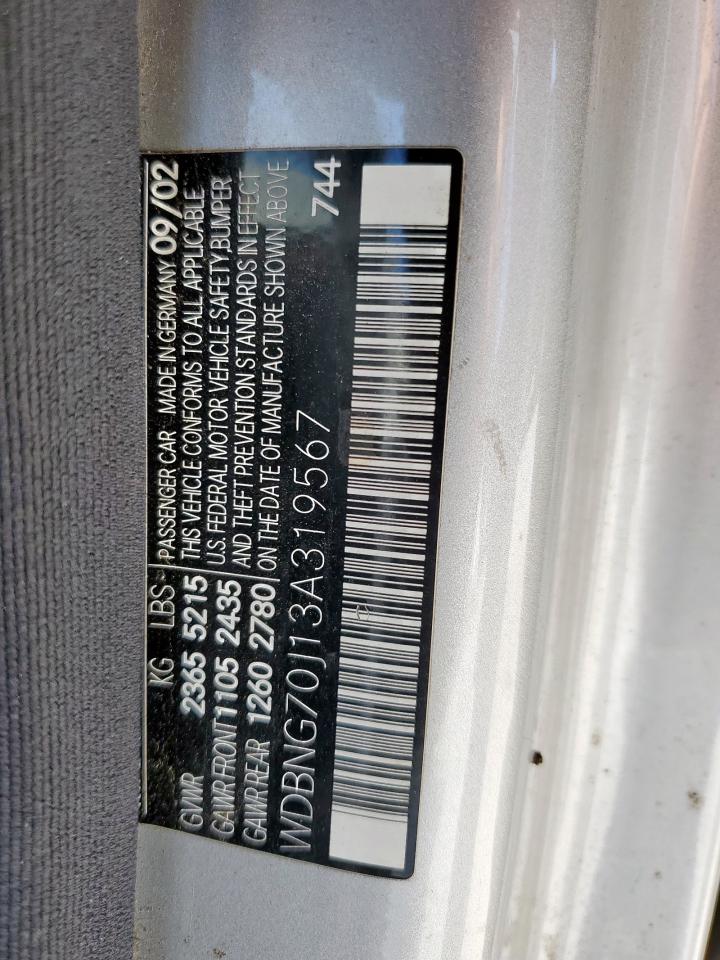 KG LBS PASSENGER CAR MADE IN GERMANY 09/02
GVWR 2365 5215 THIS VEHICLE CONFORMS TO ALL APPLICABLE
GAWR FRONT 1105 2435 U.S. FEDERAL MOTOR VEHICLE SAFETY,BUMPER
GAWR REAR 1260 2780 AND THEFT PREVENTION STANDARDS IN EFFECT
ON THE DATE OF MANUFACTURE SHOWN ABOVE
WDBNG70J13A319567 744